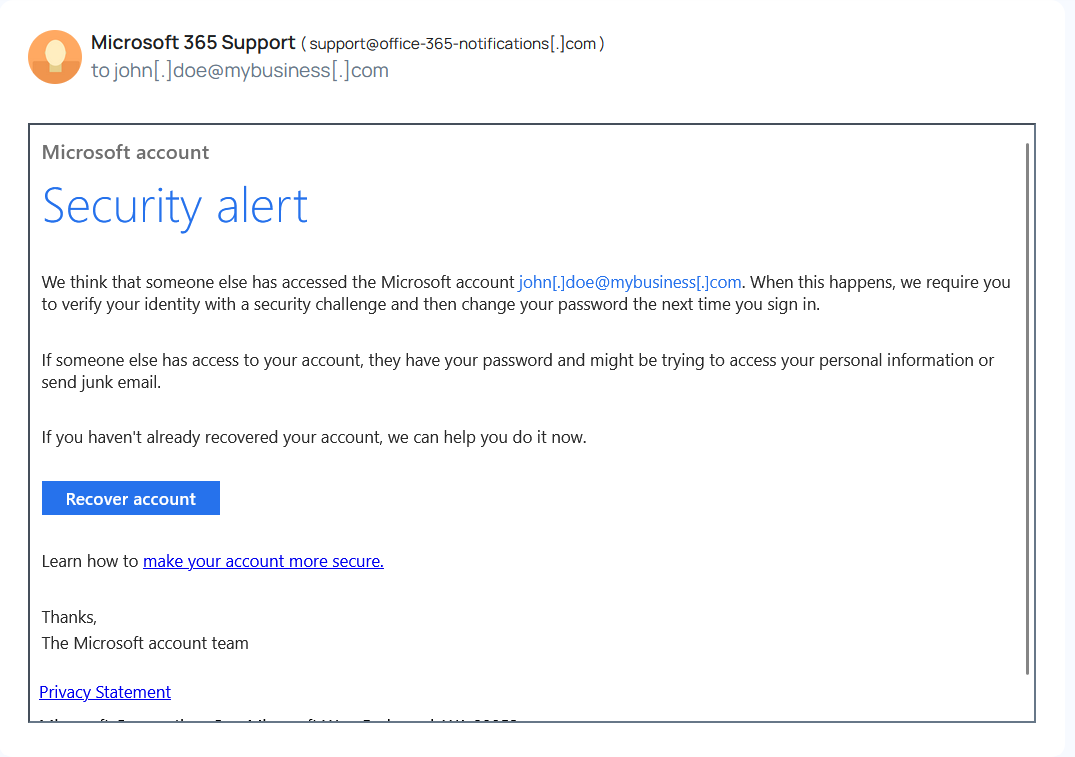 Microsoft 365 Support ( support@office-365-notifications[.]com )
to john[.]doe@mybusiness[.]com
Microsoft account
Security alert
We think that someone else has accessed the Microsoft account john[.]doe@mybusiness[.]com. When this happens, we require you
to verify your identity with a security challenge and then change your password the next time you sign in.
If someone else has access to your account, they have your password and might be trying to access your personal information or
send junk email.
If you haven't already recovered your account, we can help you do it now.
Recover account
Learn how to make your account more secure.
Thanks,
The Microsoft account team
Privacy Statement